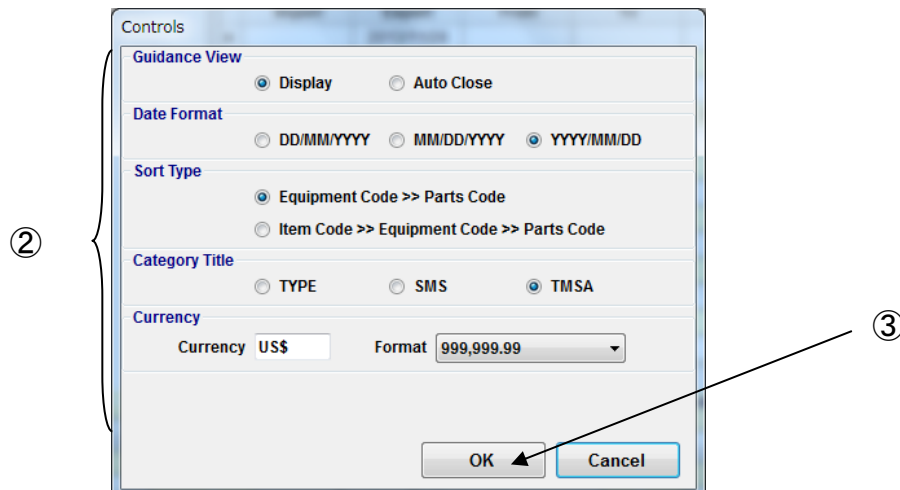 Controls
Guidance View
Display Auto Close
Date Format
DD/MM/YYYY MM/DD/YYYY YYYY/MM/DD
Sort Type
Equipment Code >> Parts Code
Item Code >> Equipment Code >> Parts Code
②
Category Title
TYPE SMS TMSA
Currency
③
Currency US$ Format 999,999.99
OK Cancel